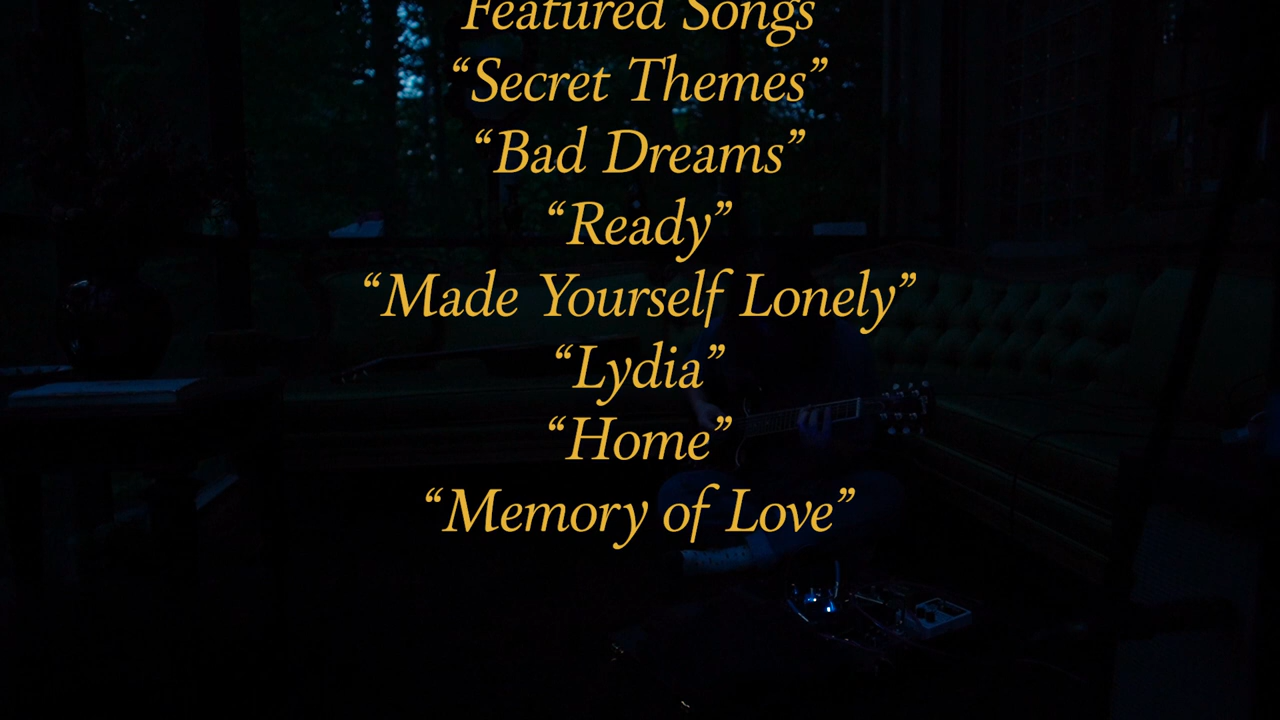 Featured Songs
“Secret Themes”
“Bad Dreams”
“Ready”
“Made Yourself Lonely”
“Lydia”
“Home”
“Memory of Love”